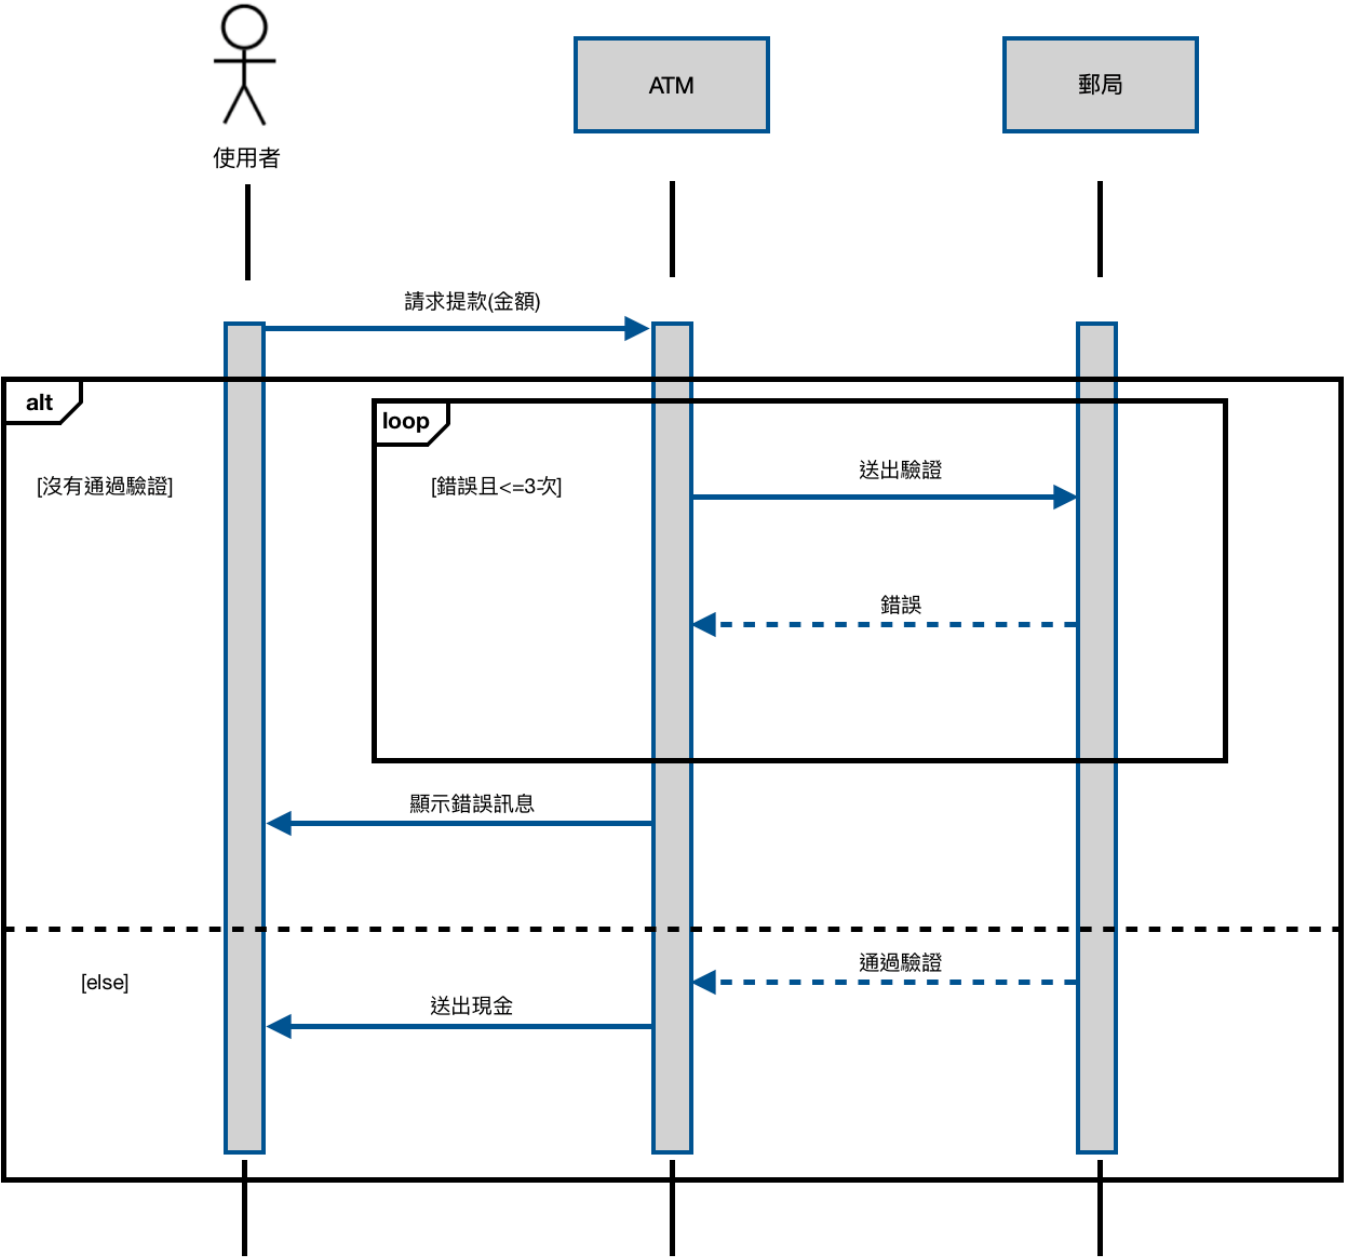 使用者
ATM
郵局
請求提款(金額)
alt
loop
[沒有通過驗證]
[錯誤且<=3次]
送出驗證
錯誤
顯示錯誤訊息
[else]
通過驗證
送出現金